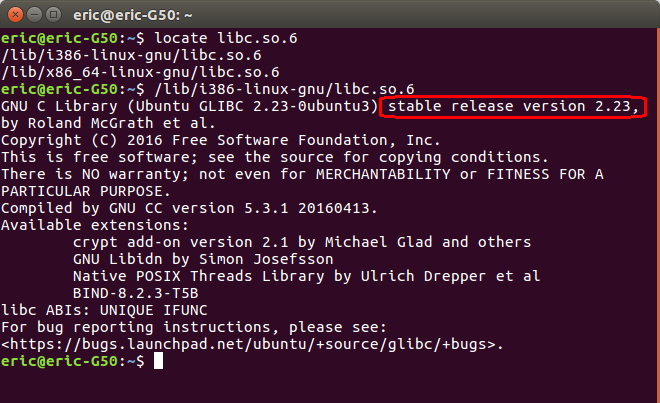 eric@eric-G50: ~
eric@eric-G50:~$ locate libc.so.6
/lib/i386-linux-gnu/libc.so.6
/lib/x86_64-linux-gnu/libc.so.6
eric@eric-G50:~$ /lib/i386-linux-gnu/libc.so.6
GNU C Library (Ubuntu GLIBC 2.23-0ubuntu3) stable release version 2.23,
by Roland McGrath et al.
Copyright (C) 2016 Free Software Foundation, Inc.
This is free software; see the source for copying conditions.
There is NO warranty; not even for MERCHANTABILITY or FITNESS FOR A
PARTICULAR PURPOSE.
Compiled by GNU CC version 5.3.1 20160413.
Available extensions:
        crypt add-on version 2.1 by Michael Glad and others
        GNU Libidn by Simon Josefsson
        Native POSIX Threads Library by Ulrich Drepper et al
        BIND-8.2.3-T5B
libc ABIs: UNIQUE IFUNC
For bug reporting instructions, please see:
<https://bugs.launchpad.net/ubuntu/+source/glibc/+bugs>.
eric@eric-G50:~$